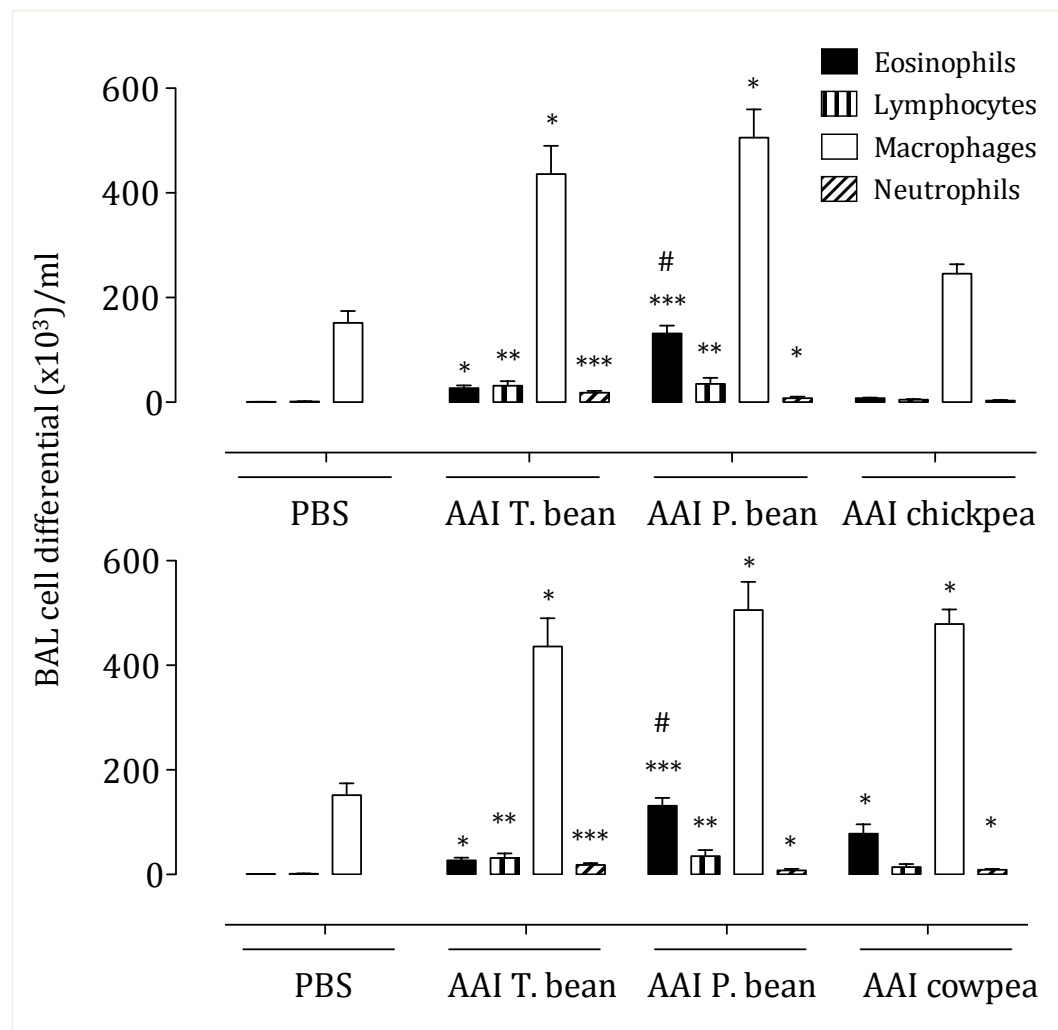 Eosinophils
Lymphocytes
Macrophages
Neutrophils
BAL cell differential (x10³)/ml
600
400
200
0
* ** * ***
# *** ** * *
PBS
AAI T. bean
AAI P. bean
AAI chickpea
600
400
200
0
* ** * ***
# *** ** * *
* * *
PBS
AAI T. bean
AAI P. bean
AAI cowpea